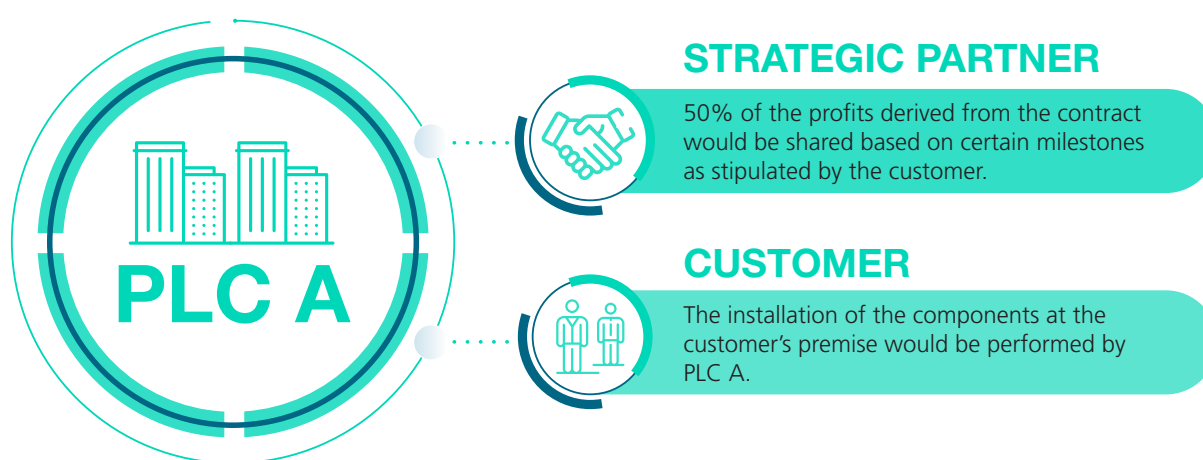 PLC A
STRATEGIC PARTNER
50% of the profits derived from the contract
would be shared based on certain milestones
as stipulated by the customer.
CUSTOMER
The installation of the components at the
customer’s premise would be performed by
PLC A.